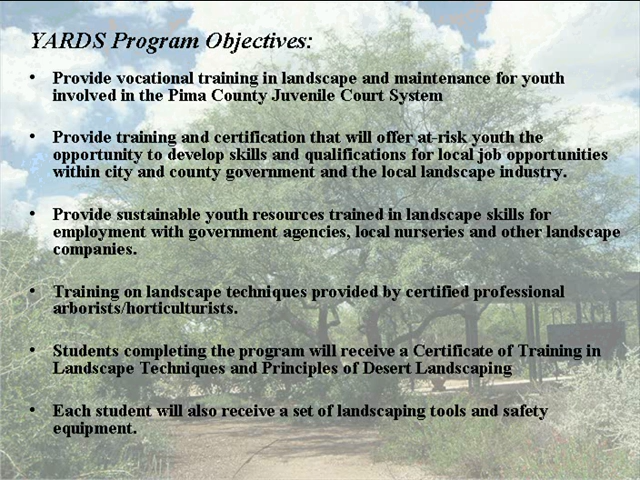 YARDS Program Objectives:
• Provide vocational training in landscape and maintenance for youth
involved in the Pima County Juvenile Court System
• Provide training and certification that will offer at-risk youth the
opportunity to develop skills and qualifications for local job opportunities
within city and county government and the local landscape industry.
• Provide sustainable youth resources trained in landscape skills for
employment with government agencies, local nurseries and other landscape
companies.
• Training on landscape techniques provided by certified professional
arborists/horticulturists.
• Students completing the program will receive a Certificate of Training in
Landscape Techniques and Principles of Desert Landscaping
• Each student will also receive a set of landscaping tools and safety
equipment.